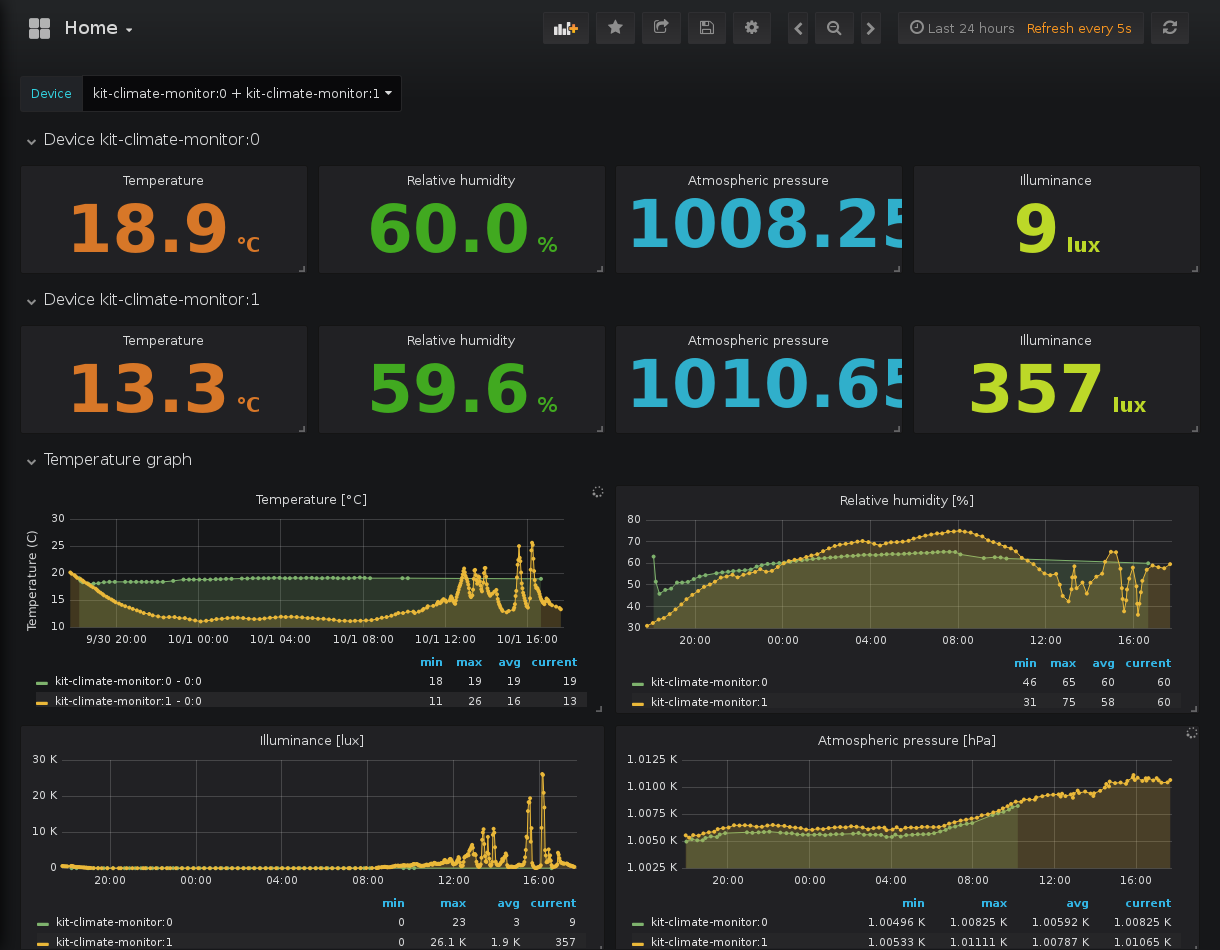 Home
Last 24 hours Refresh every 5s
Device kit-climate-monitor:0 + kit-climate-monitor:1
Device kit-climate-monitor:0
Temperature Relative humidity Atmospheric pressure Illuminance
18.9 °C 60.0 % 1008.25 9 lux
Device kit-climate-monitor:1
Temperature Relative humidity Atmospheric pressure Illuminance
13.3 °C 59.6 % 1010.65 357 lux
Temperature graph
Temperature [°C]
Temperature (C)
30
25
20
15
10
9/30 20:00 10/1 00:00 10/1 04:00 10/1 08:00 10/1 12:00 10/1 16:00
min max avg current
kit-climate-monitor:0 - 0:0 18 19 19 19
kit-climate-monitor:1 - 0:0 11 26 16 13
Relative humidity [%]
80
70
60
50
40
30
20:00 00:00 04:00 08:00 12:00 16:00
min max avg current
kit-climate-monitor:0 46 65 60 60
kit-climate-monitor:1 31 75 58 60
Illuminance [lux]
30 K
20 K
10 K
0
20:00 00:00 04:00 08:00 12:00 16:00
min max avg current
kit-climate-monitor:0 0 23 3 9
kit-climate-monitor:1 0 26.1 K 1.9 K 357
Atmospheric pressure [hPa]
1.0125 K
1.0100 K
1.0075 K
1.0050 K
1.0025 K
20:00 00:00 04:00 08:00 12:00 16:00
min max avg current
kit-climate-monitor:0 1.00496 K 1.00825 K 1.00592 K 1.00825 K
kit-climate-monitor:1 1.00533 K 1.01111 K 1.00787 K 1.01065 K